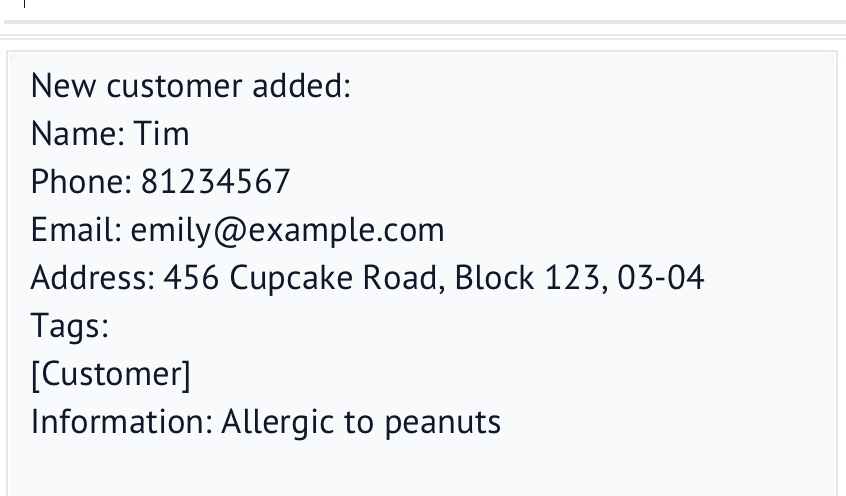 New customer added:
Name: Tim
Phone: 81234567
Email: emily@example.com
Address: 456 Cupcake Road, Block 123, 03-04
Tags:
[Customer]
Information: Allergic to peanuts